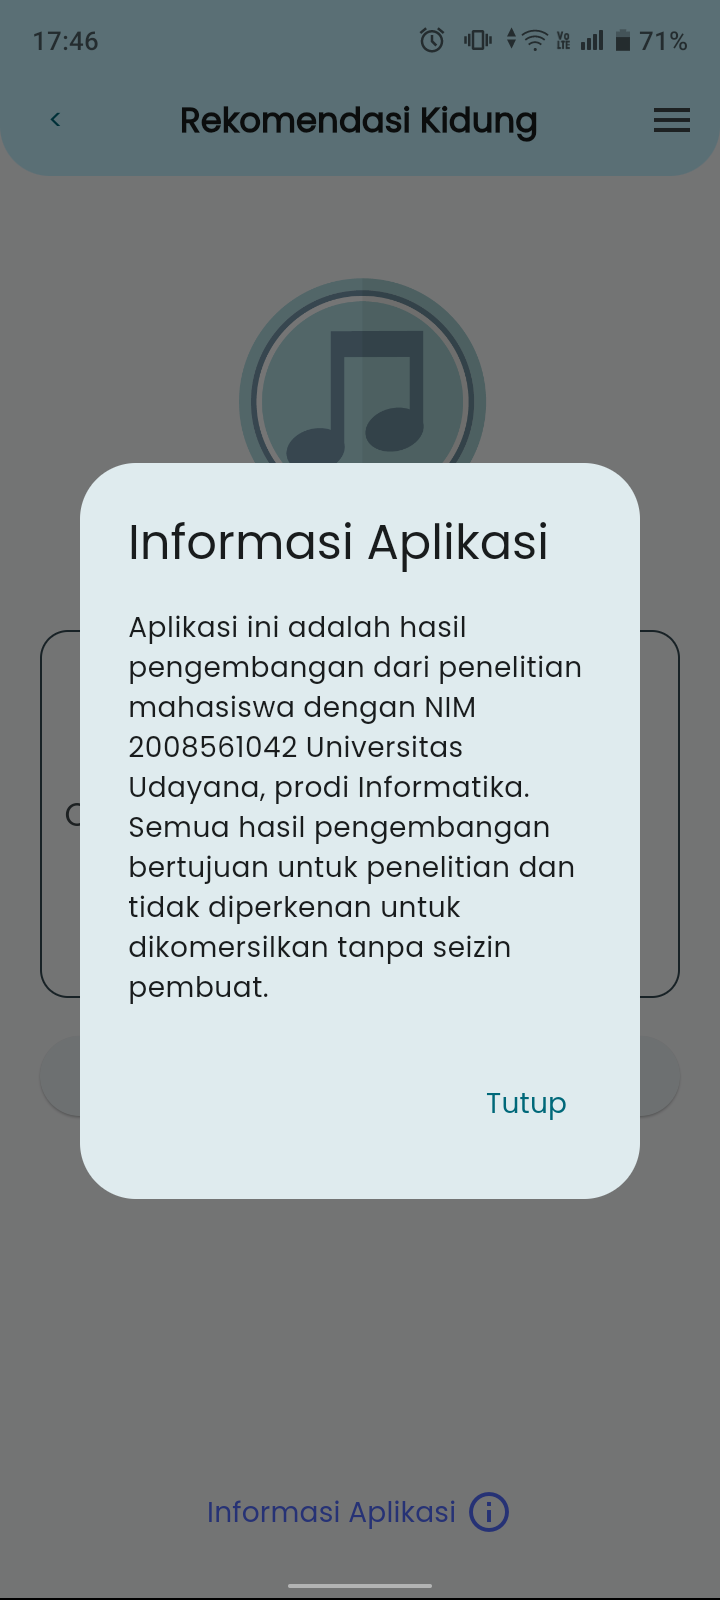 17:46
Vo
LTE
71%
<
Rekomendasi Kidung
Informasi Aplikasi
Aplikasi ini adalah hasil
pengembangan dari penelitian
mahasiswa dengan NIM
2008561042 Universitas
Udayana, prodi Informatika.
Semua hasil pengembangan
bertujuan untuk penelitian dan
tidak diperkenan untuk
dikomersilkan tanpa seizin
pembuat.
Tutup
Informasi Aplikasi